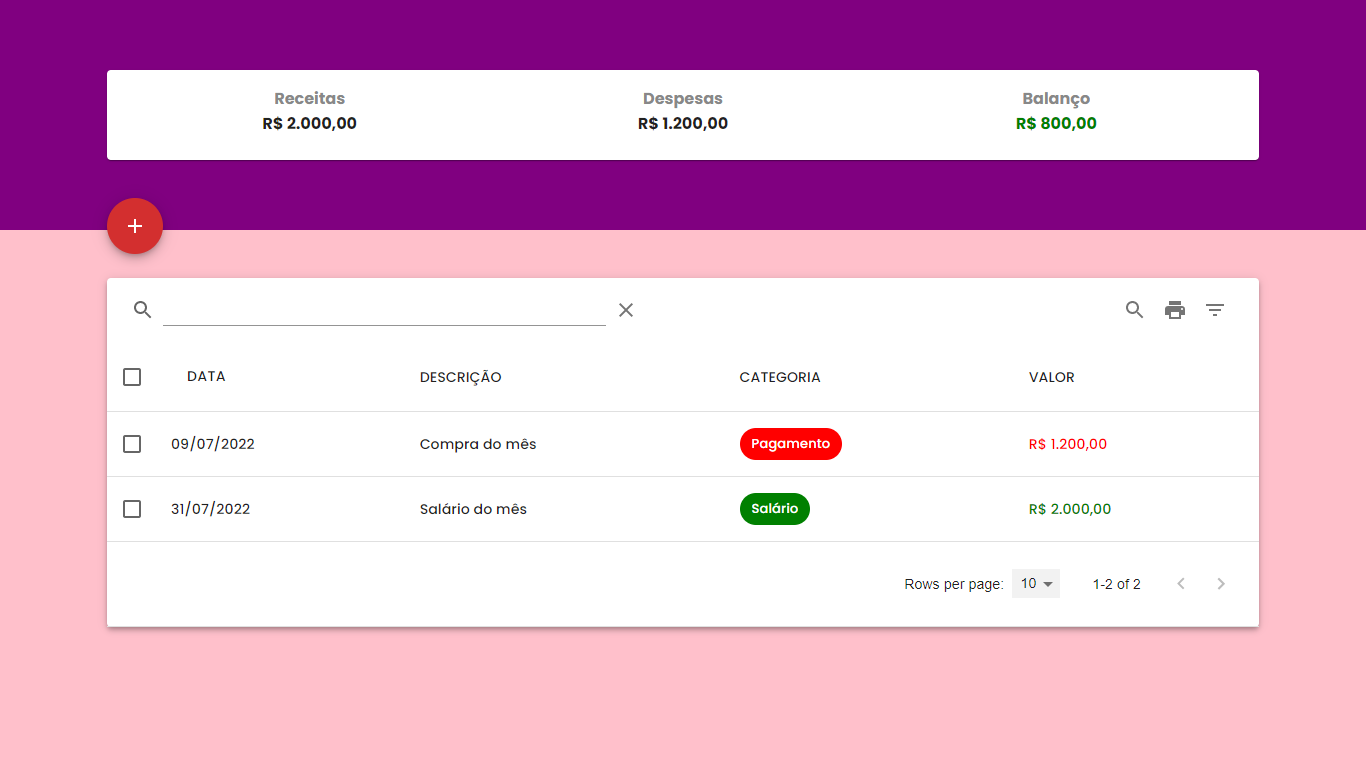 Receitas Despesas Balanço
R$ 2.000,00 R$ 1.200,00 R$ 800,00
DATA DESCRIÇÃO CATEGORIA VALOR
09/07/2022 Compra do mês Pagamento R$ 1.200,00
31/07/2022 Salário do mês Salário R$ 2.000,00
Rows per page: 10 1-2 of 2